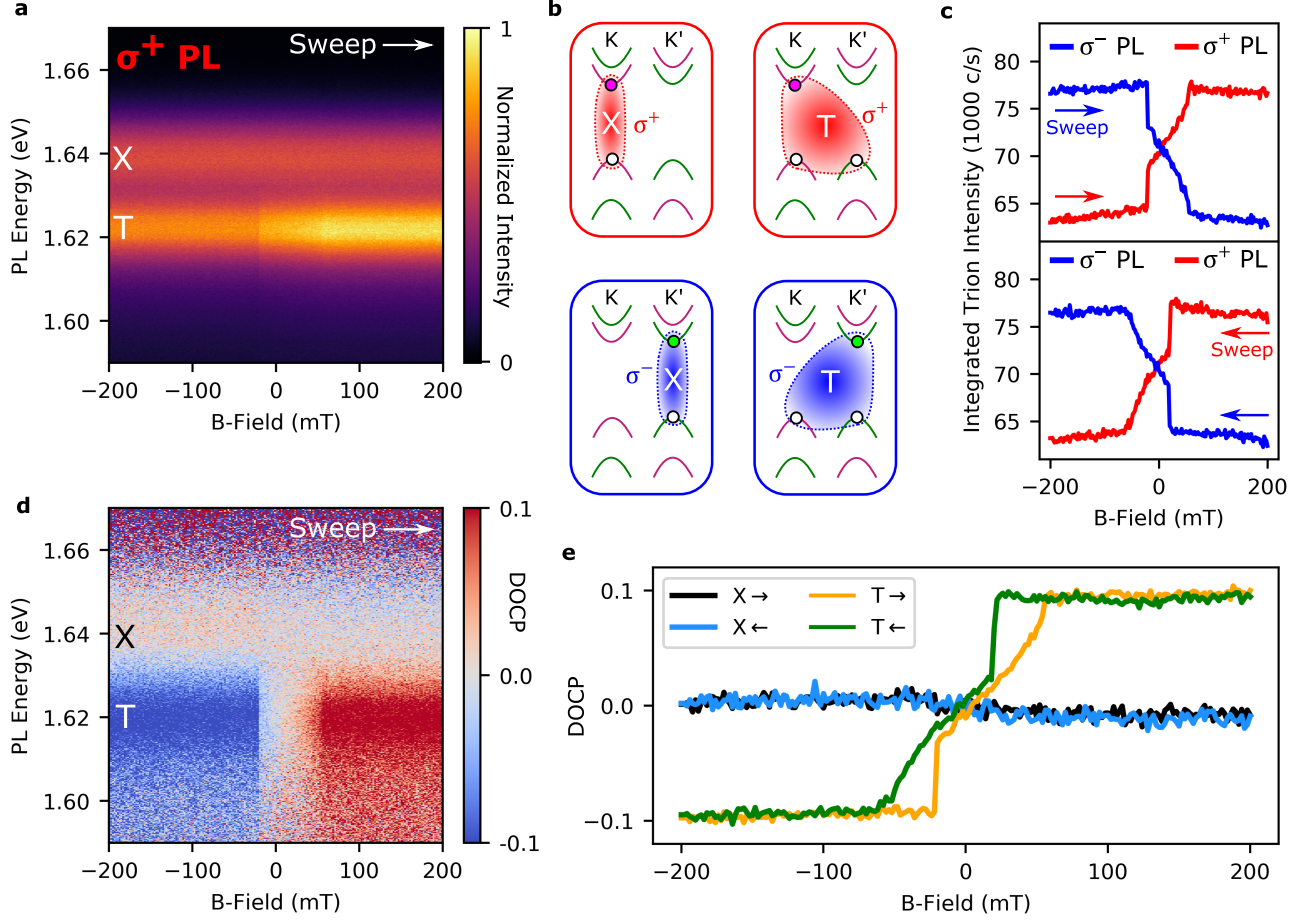 a
σ⁺ PL
Sweep →
X
T
PL Energy (eV)
1.66
1.64
1.62
1.60
−200 −100 0 100 200
B-Field (mT)
1
Normalized Intensity
0
b
K K'
X
σ⁺
K K'
T
σ⁺
K K'
X
σ⁻
K K'
T
σ⁻
c
σ⁻ PL σ⁺ PL
Sweep
80
75
70
65
σ⁻ PL σ⁺ PL
Sweep
80
75
70
65
Integrated Trion Intensity (1000 c/s)
−200 0 200
B-Field (mT)
d
Sweep →
X
T
PL Energy (eV)
1.66
1.64
1.62
1.60
−200 −100 0 100 200
B-Field (mT)
0.1
DOCP
0.0
-0.1
e
X → T →
X ← T ←
DOCP
0.1
0.0
−0.1
−200 −100 0 100 200
B-Field (mT)